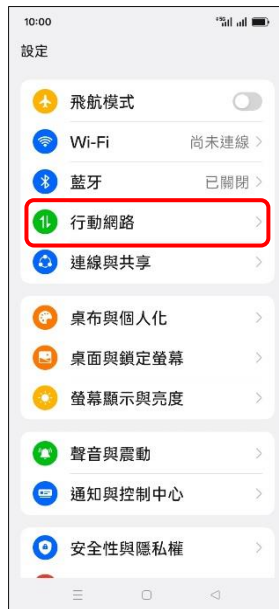 10:00
5G
設定
飛航模式
Wi-Fi 尚未連線
藍牙 已關閉
行動網路
連線與共享
桌布與個人化
桌面與鎖定螢幕
螢幕顯示與亮度
聲音與震動
通知與控制中心
安全性與隱私權